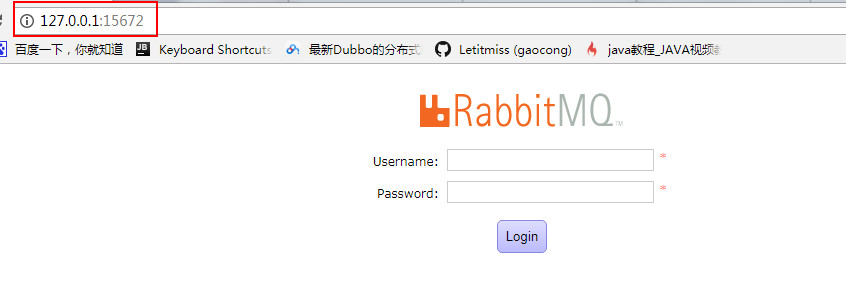 127.0.0.1:15672
百度一下，你就知道 JB Keyboard Shortcuts 最新Dubbo的分布式 Letitmiss (gaocong) java教程_JAVA视频
RabbitMQ™
Username: *
Password: *
Login